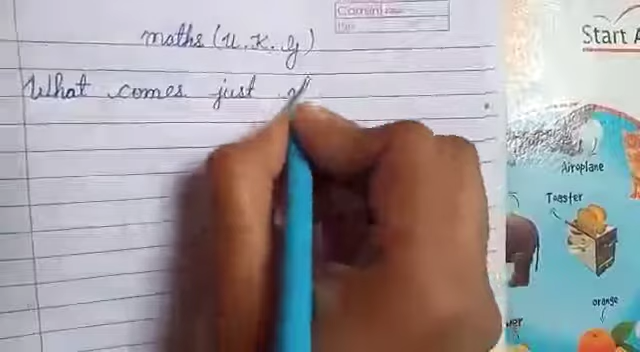 maths (U.K.G)
What comes just
Start A
Airoplane
Toaster
orange